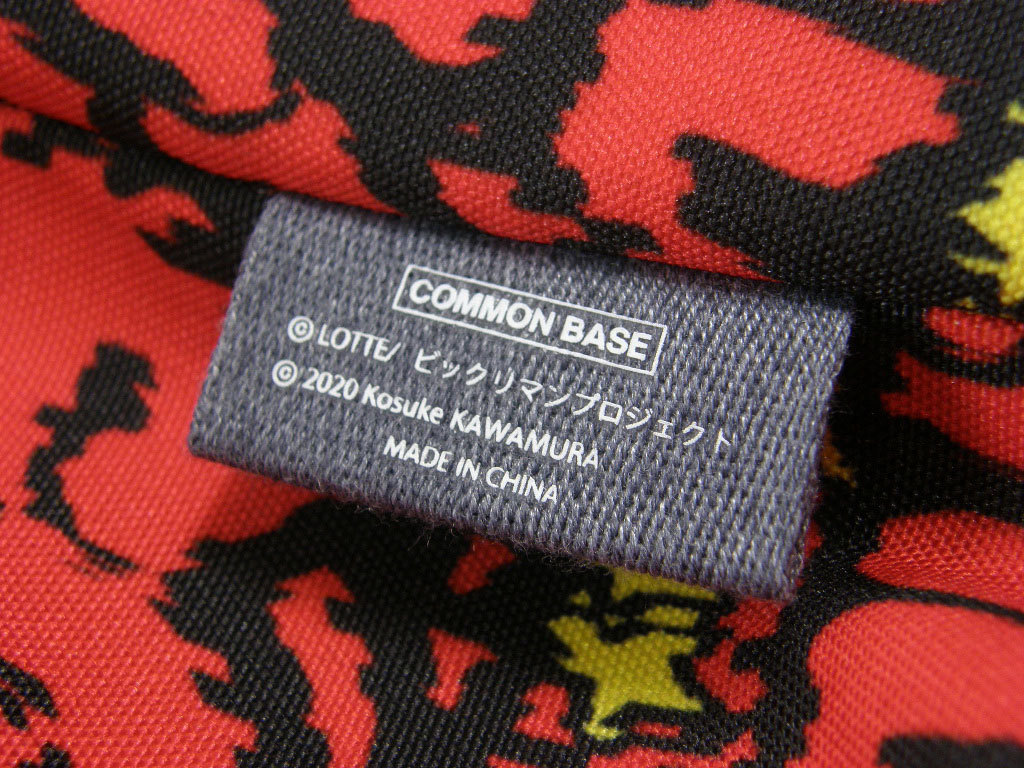 COMMON BASE
© LOTTE/ ビックリマンプロジェクト
© 2020 Kosuke KAWAMURA
MADE IN CHINA